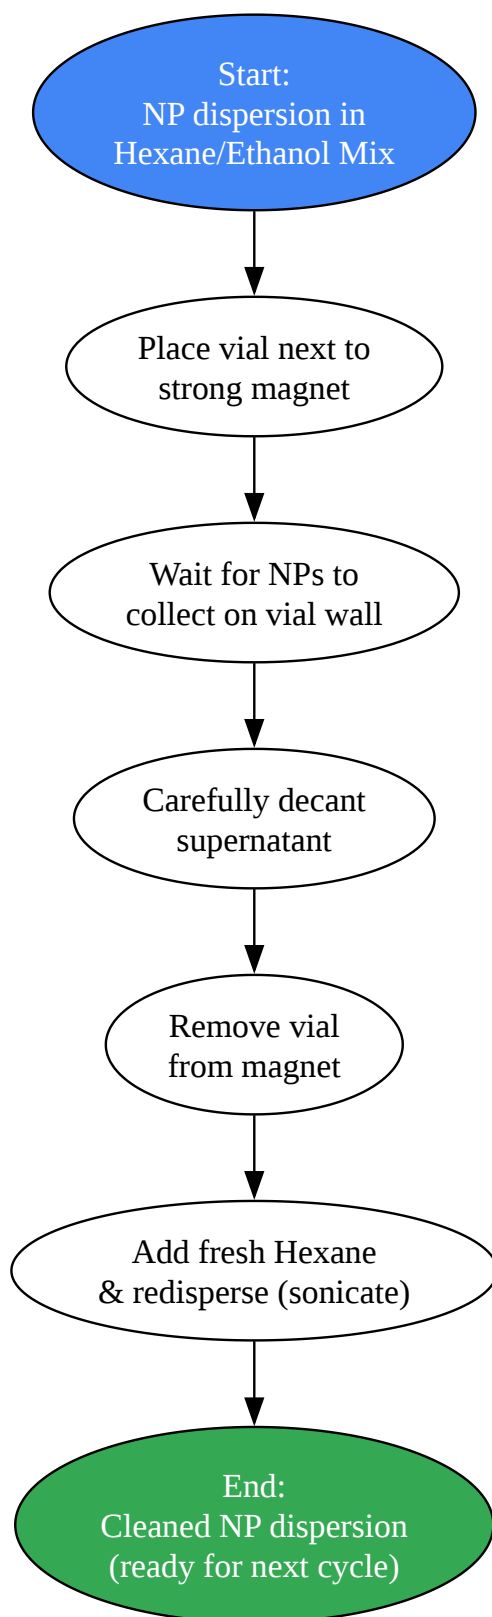 Start:
NP dispersion in
Hexane/Ethanol Mix
Place vial next to
strong magnet
Wait for NPs to
collect on vial wall
Carefully decant
supernatant
Remove vial
from magnet
Add fresh Hexane
& redisperse (sonicate)
End:
Cleaned NP dispersion
(ready for next cycle)